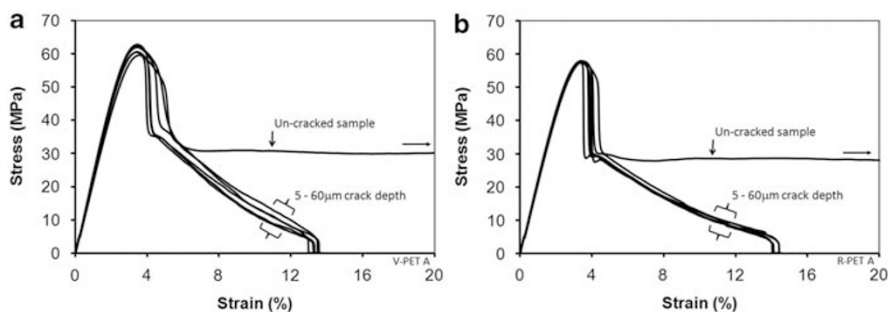 a
Stress (MPa)
70
60
50
40
30
20
10
0
Un-cracked sample
5 - 60µm crack depth
V-PET A
0 4 8 12 16 20
Strain (%)
b
Stress (MPa)
70
60
50
40
30
20
10
0
Un-cracked sample
5 - 60µm crack depth
R-PET A
0 4 8 12 16 20
Strain (%)